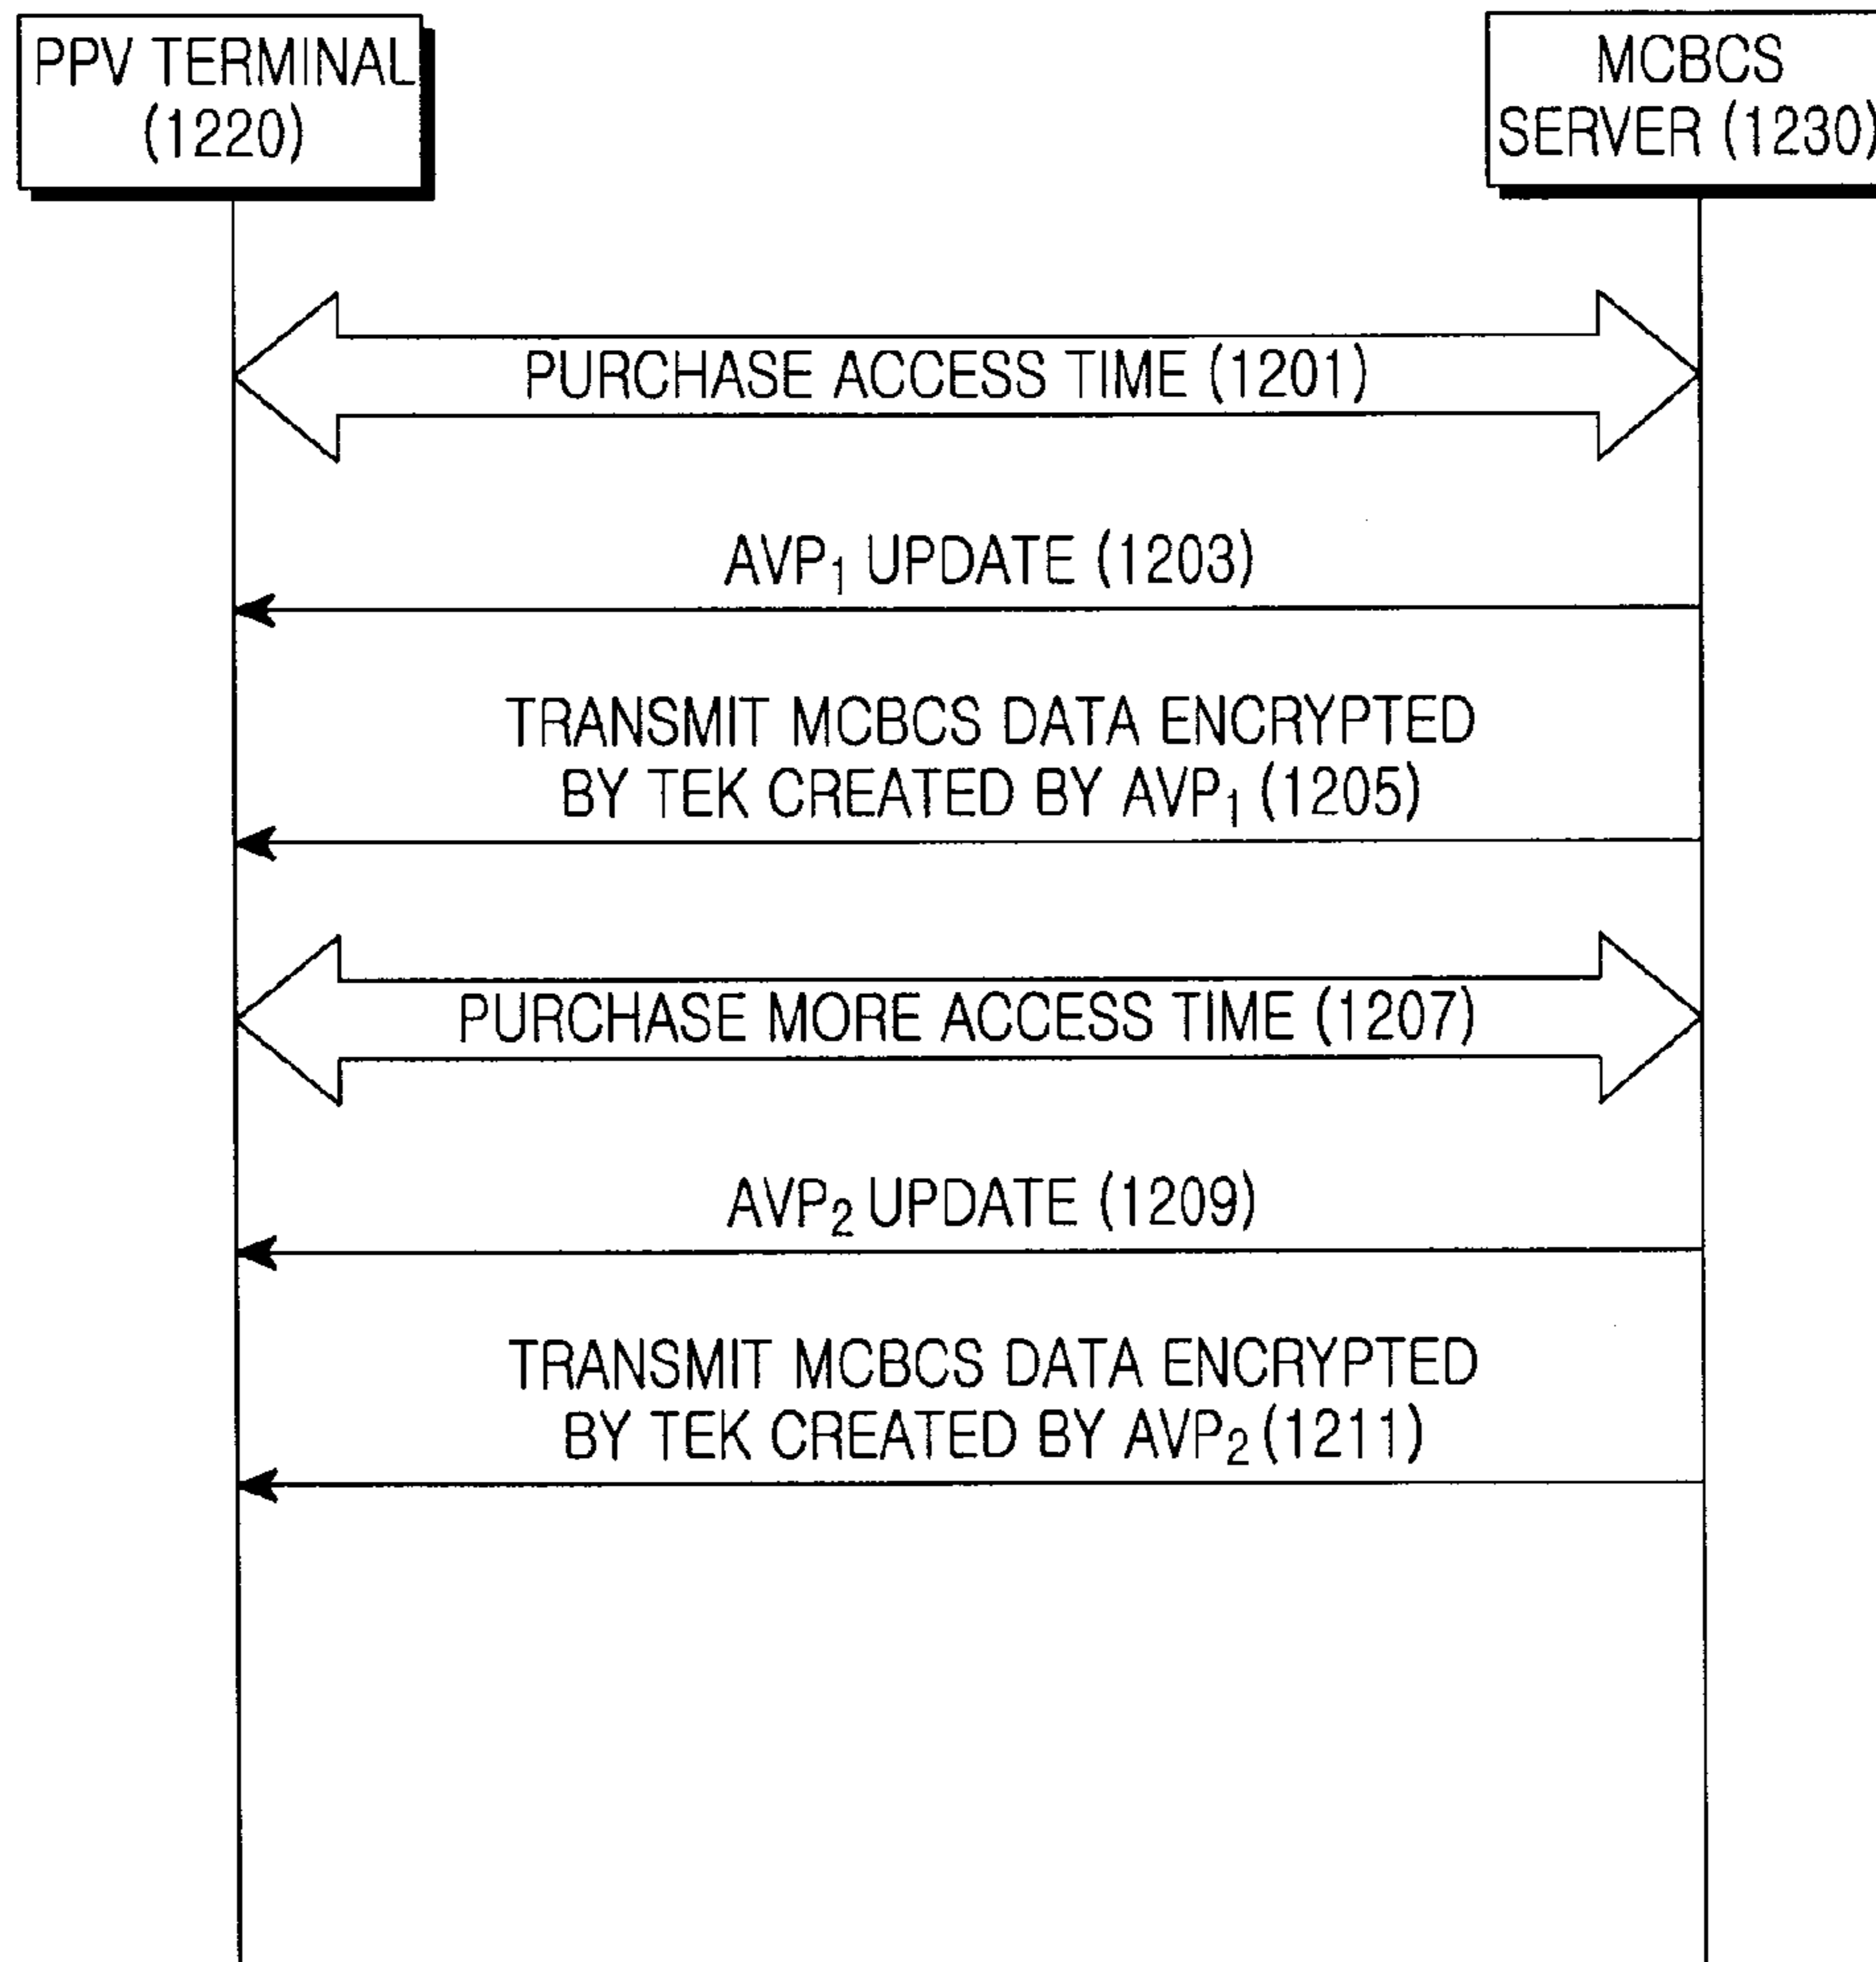 PPV TERMINAL
(1220)
MCBCS
SERVER (1230)
PURCHASE ACCESS TIME (1201)
AVP₁ UPDATE (1203)
TRANSMIT MCBCS DATA ENCRYPTED
BY TEK CREATED BY AVP₁ (1205)
PURCHASE MORE ACCESS TIME (1207)
AVP₂ UPDATE (1209)
TRANSMIT MCBCS DATA ENCRYPTED
BY TEK CREATED BY AVP₂ (1211)